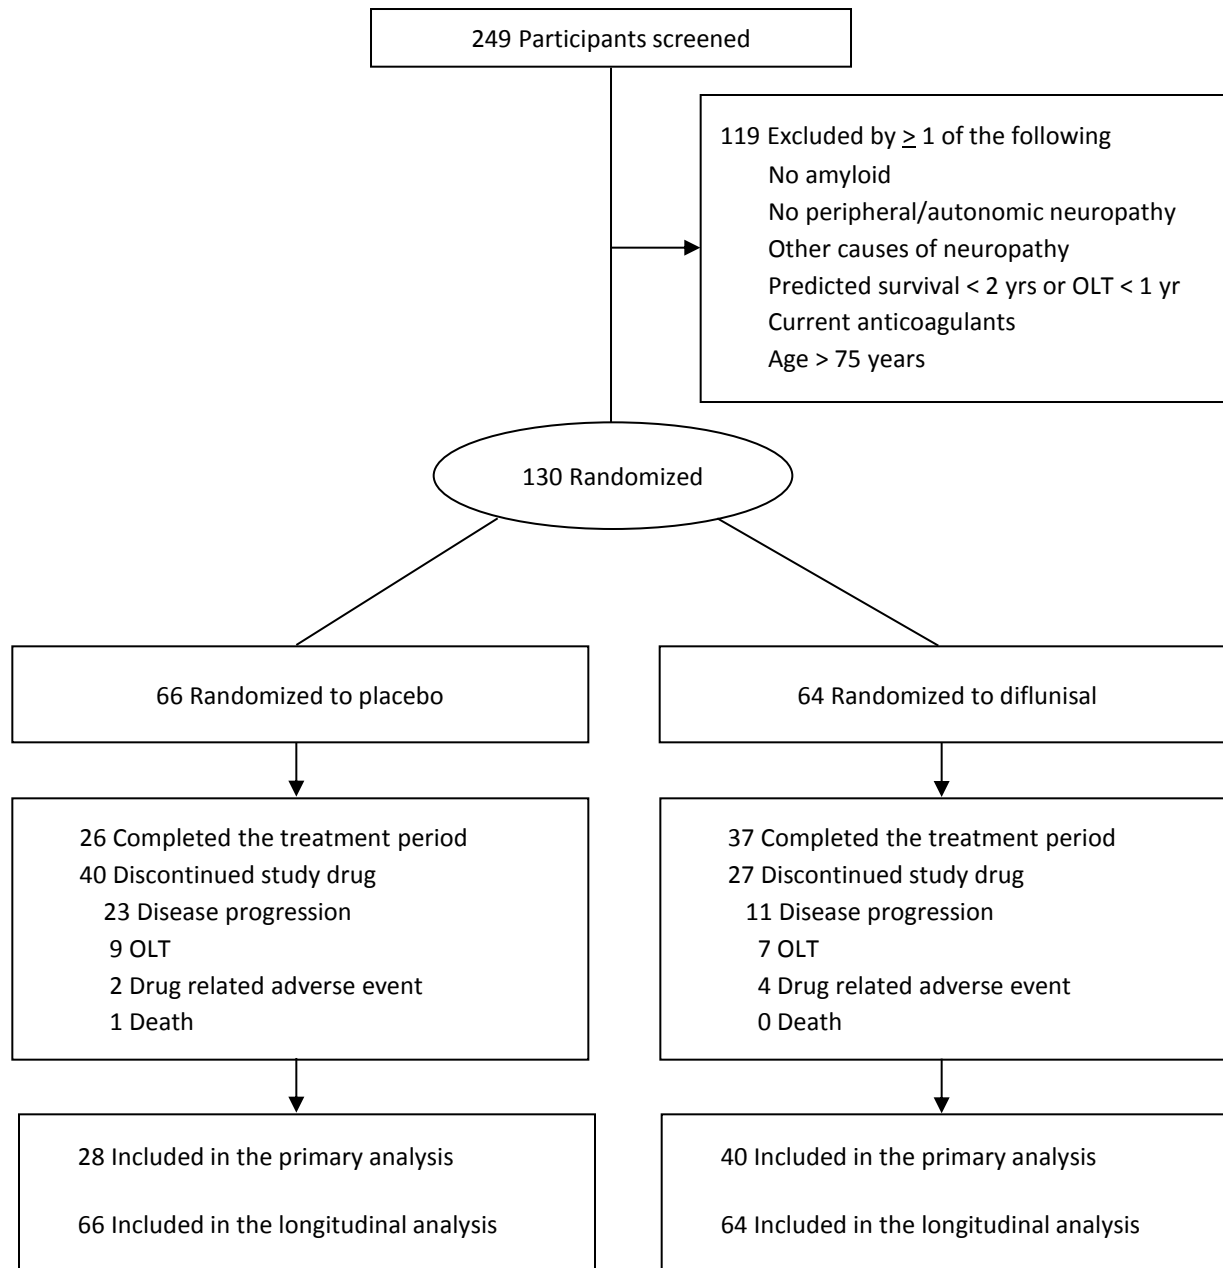 249 Participants screened
119 Excluded by ≥ 1 of the following
No amyloid
No peripheral/autonomic neuropathy
Other causes of neuropathy
Predicted survival < 2 yrs or OLT < 1 yr
Current anticoagulants
Age > 75 years
130 Randomized
66 Randomized to placebo
64 Randomized to diflunisal
26 Completed the treatment period
40 Discontinued study drug
23 Disease progression
9 OLT
2 Drug related adverse event
1 Death
37 Completed the treatment period
27 Discontinued study drug
11 Disease progression
7 OLT
4 Drug related adverse event
0 Death
28 Included in the primary analysis
66 Included in the longitudinal analysis
40 Included in the primary analysis
64 Included in the longitudinal analysis